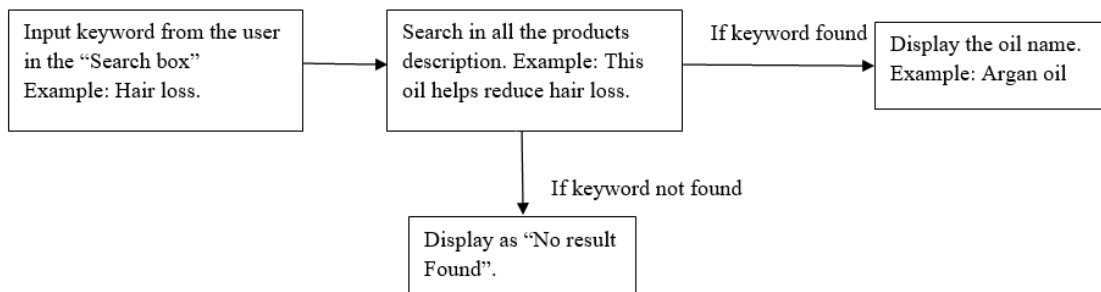 Input keyword from the user
in the “Search box”
Example: Hair loss.
Search in all the products
description. Example: This
oil helps reduce hair loss.
If keyword found
Display the oil name.
Example: Argan oil
If keyword not found
Display as “No result
Found”.